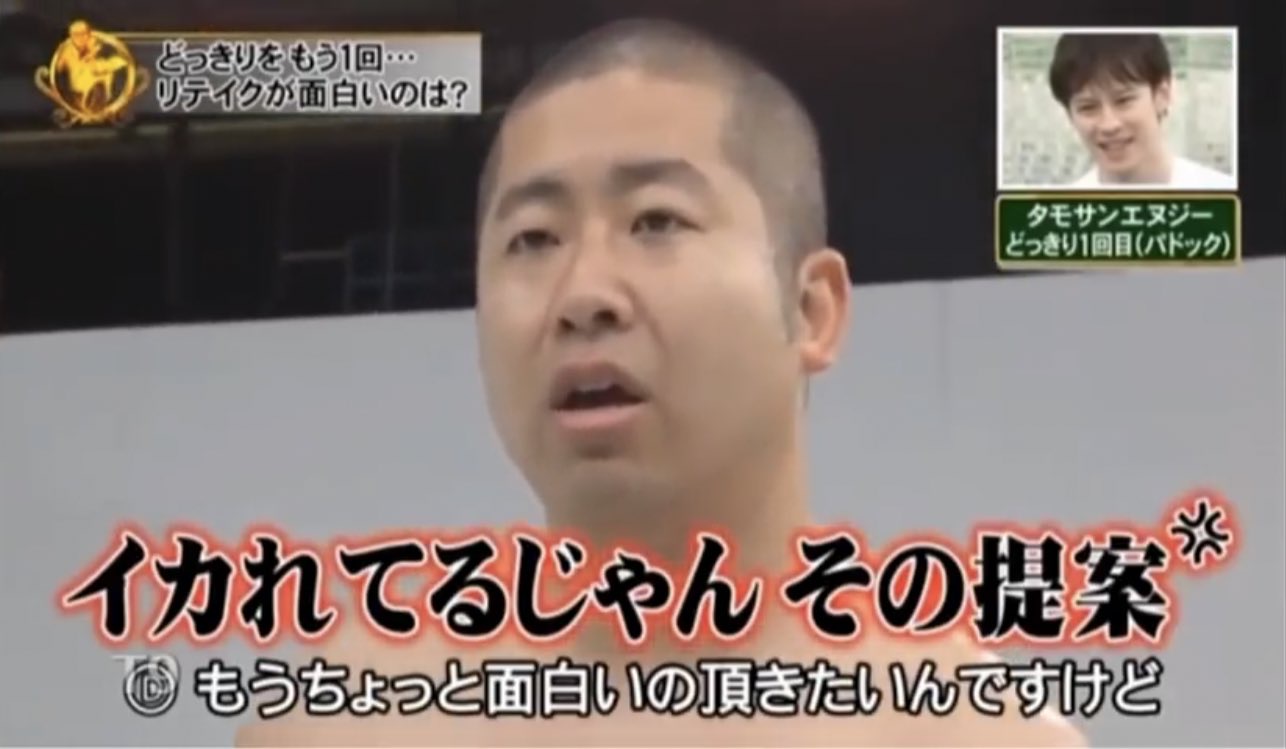 どっきりを もう1回…
リテイクが面白いのは?
タモサンエヌジー
どっきり1回目(パドック)
イカれてるじゃん その提案
もうちょっと面白いの頂きたいんですけど